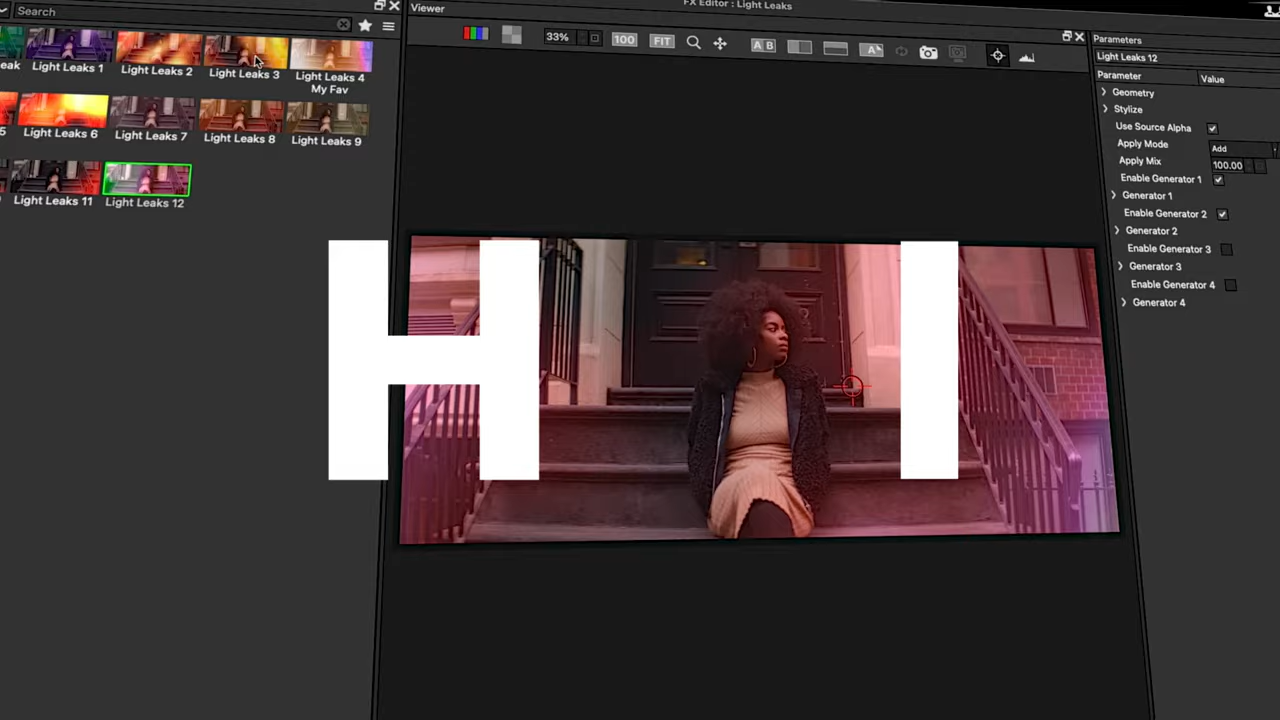 FX Editor : Light Leaks
Search
Light Leaks 1
Light Leaks 2
Light Leaks 3
Light Leaks 4
My Fav
5
Light Leaks 6
Light Leaks 7
Light Leaks 8
Light Leaks 9
Light Leaks 11
Light Leaks 12
Viewer
33%
100
FIT
A B
A
H I
Parameters
Light Leaks 12
Parameter Value
Geometry
Stylize
Use Source Alpha
Apply Mode Add
Apply Mix 100.00
Enable Generator 1
Generator 1
Enable Generator 2
Generator 2
Enable Generator 3
Generator 3
Enable Generator 4
Generator 4